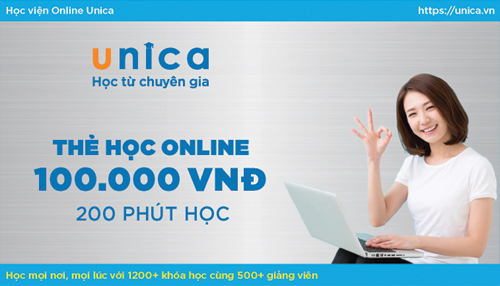 Học viện Online Unica
https://unica.vn
unica
Học từ chuyên gia
THẺ HỌC ONLINE
100.000 VNĐ
200 PHÚT HỌC
Học mọi nơi, mọi lúc với 1200+ khóa học cùng 500+ giảng viên